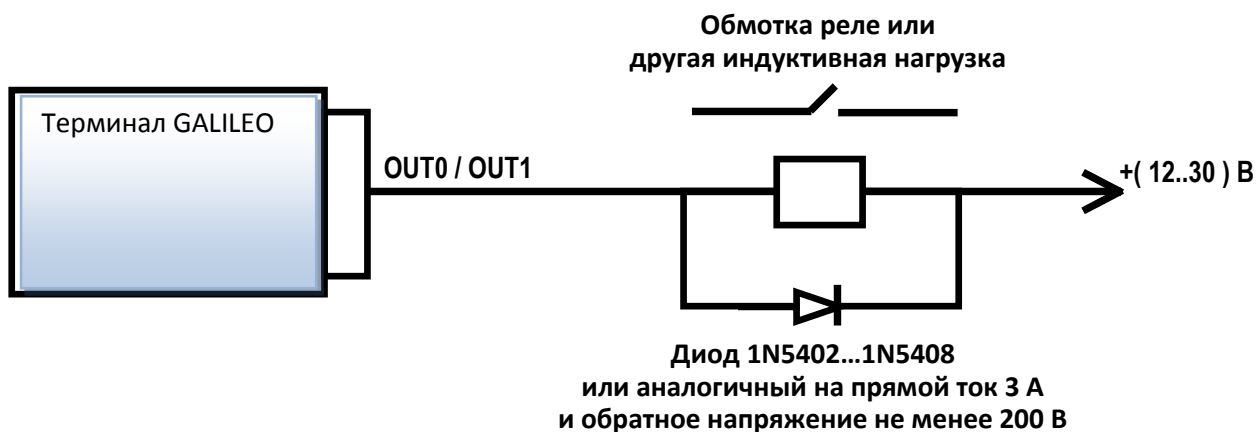 Обмотка реле или
другая индуктивная нагрузка
Терминал GALILEO
OUT0 / OUT1
+( 12..30 ) В
Диод 1N5402...1N5408
или аналогичный на прямой ток 3 А
и обратное напряжение не менее 200 В